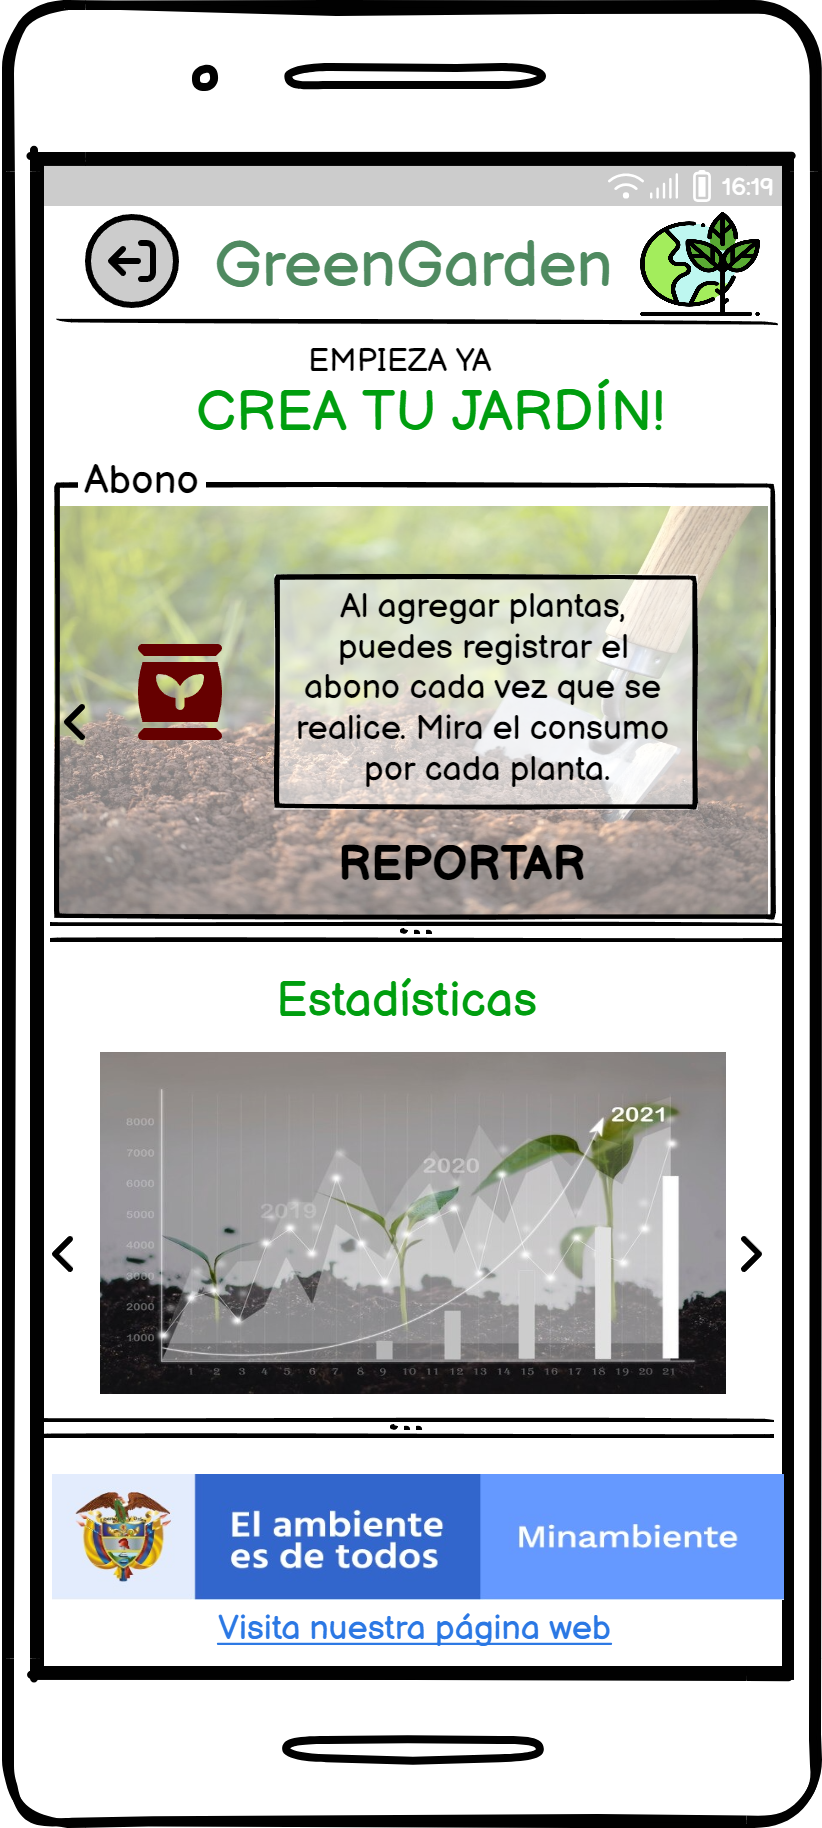 16:19
GreenGarden
EMPIEZA YA
CREA TU JARDÍN!
Abono
Al agregar plantas,
puedes registrar el
abono cada vez que se
realice. Mira el consumo
por cada planta.
REPORTAR
Estadísticas
2021
2020
2019
8000
7000
6000
5000
4000
3000
2000
1000
1 2 3 4 5 6 7 8 9 10 11 12 13 14 15 16 17 18 19 20 21
El ambiente
es de todos
Minambiente
Visita nuestra página web